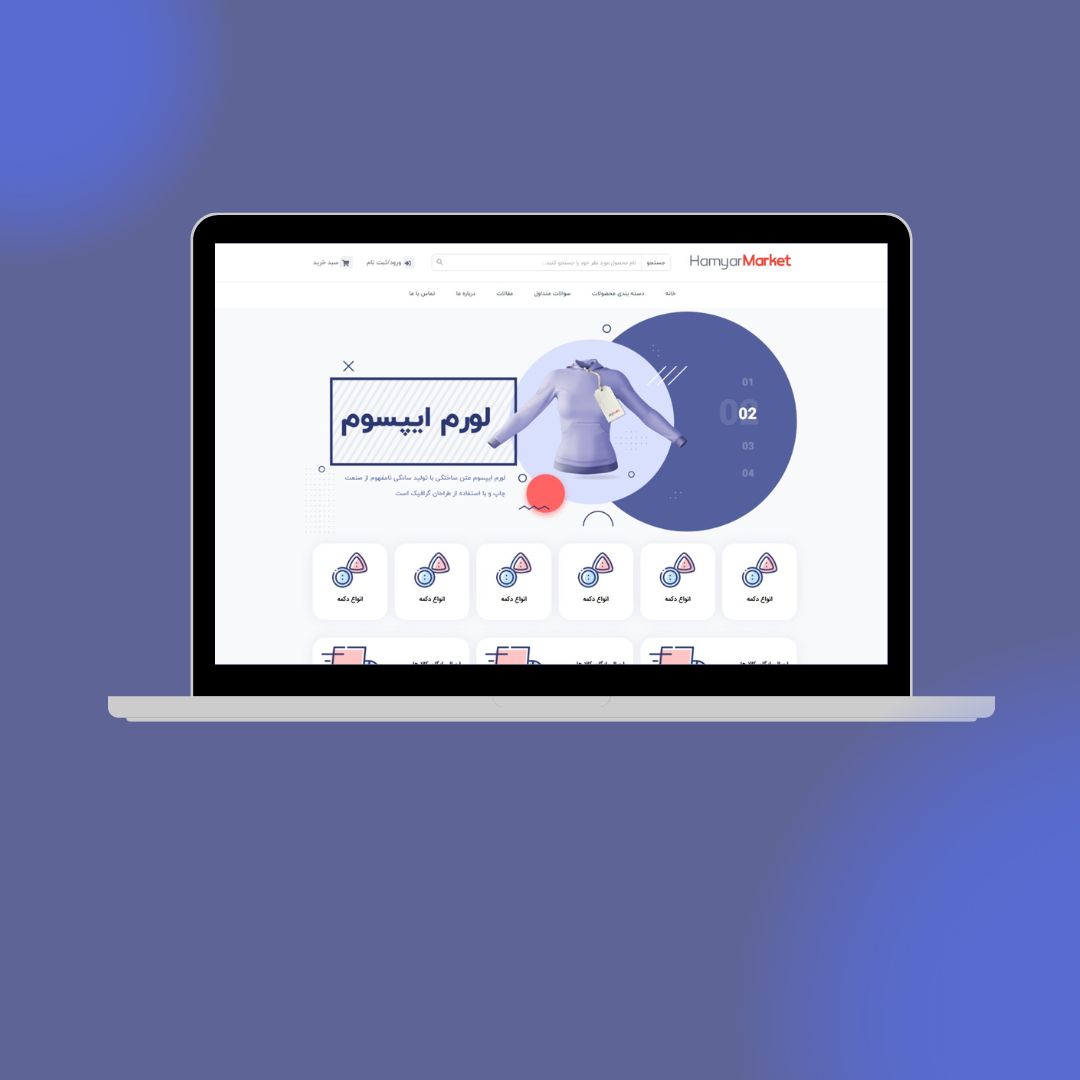 HamyarMarket
جستجو
نام محصول مورد نظر خود را جستجو کنید...
ورود/ثبت نام
سبد خرید
خانه
دسته بندی محصولات
سوالات متداول
مقالات
درباره ما
تماس با ما
01
02
03
04
لورم ایپسوم
لورم ایپسوم متن ساختگی با تولید سادگی نامفهوم از صنعت
چاپ و با استفاده از طراحان گرافیک است
انواع دکمه
انواع دکمه
انواع دکمه
انواع دکمه
انواع دکمه
انواع دکمه